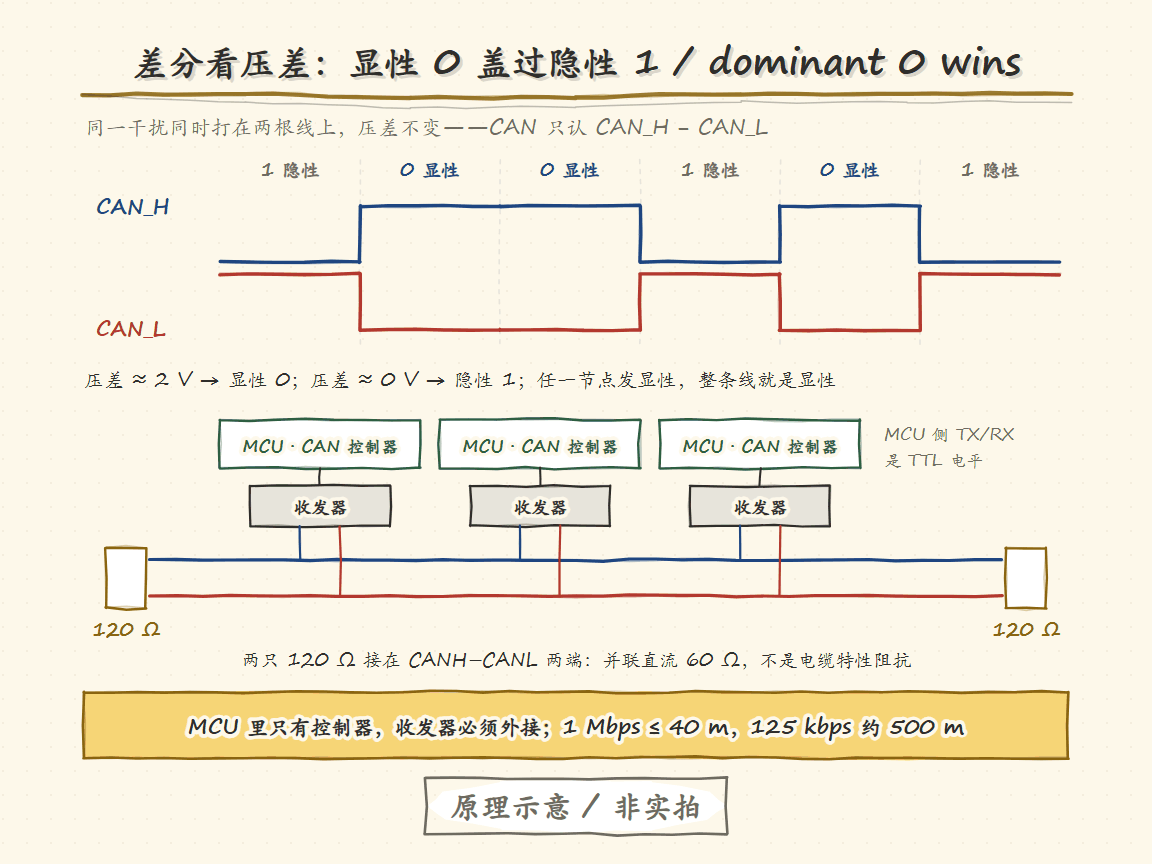 差分看压差：显性 0 盖过隐性 1 / dominant 0 wins
同一干扰同时打在两根线上，压差不变——CAN 只认 CAN_H − CAN_L
1 隐性 0 显性 0 显性 1 隐性 0 显性 1 隐性
CAN_H
CAN_L
压差 ≈ 2 V → 显性 0；压差 ≈ 0 V → 隐性 1；任一节点发显性，整条线就是显性
MCU · CAN 控制器 MCU · CAN 控制器 MCU · CAN 控制器
MCU 侧 TX/RX
是 TTL 电平
收发器 收发器 收发器
120 Ω 120 Ω
两只 120 Ω 接在 CANH–CANL 两端：并联直流 60 Ω，不是电缆特性阻抗
MCU 里只有控制器，收发器必须外接；1 Mbps ≤ 40 m，125 kbps 约 500 m
原理示意 / 非实拍